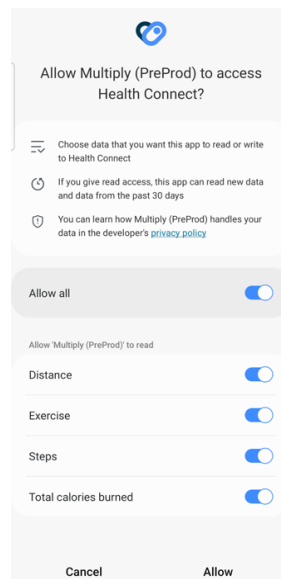 Allow Multiply (PreProd) to access
Health Connect?
Choose data that you want this app to read or write
to Health Connect
If you give read access, this app can read new data
and data from the past 30 days
You can learn how Multiply (PreProd) handles your
data in the developer's privacy policy
Allow all
Allow 'Multiply (PreProd)' to read
Distance
Exercise
Steps
Total calories burned
Cancel Allow